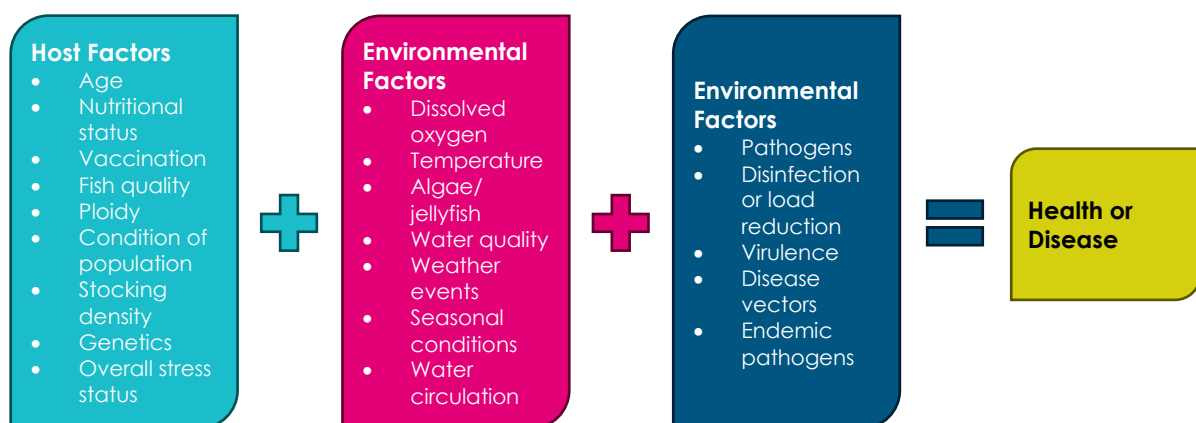 Host Factors
• Age
• Nutritional
status
• Vaccination
• Fish quality
• Ploidy
• Condition of
population
• Stocking
density
• Genetics
• Overall stress
status
Environmental
Factors
• Dissolved
oxygen
• Temperature
• Algae/
jellyfish
• Water quality
• Weather
events
• Seasonal
conditions
• Water
circulation
Environmental
Factors
• Pathogens
• Disinfection
or load
reduction
• Virulence
• Disease
vectors
• Endemic
pathogens
Health or
Disease